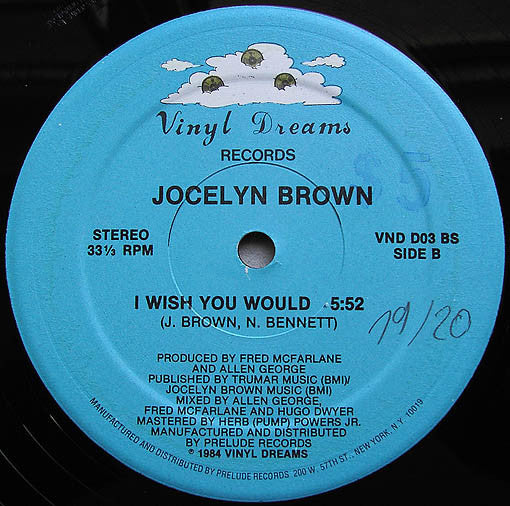 Vinyl Dreams
RECORDS
JOCELYN BROWN
$5
STEREO
33⅓ RPM
VND D03 BS
SIDE B
I WISH YOU WOULD 5:52
(J. BROWN, N. BENNETT)
19/20
PRODUCED BY FRED MCFARLANE
AND ALLEN GEORGE
PUBLISHED BY TRUMAR MUSIC (BMI)/
JOCELYN BROWN MUSIC (BMI)
MIXED BY ALLEN GEORGE,
FRED MCFARLANE AND HUGO DWYER
MASTERED BY HERB (PUMP) POWERS JR.
MANUFACTURED AND DISTRIBUTED
BY PRELUDE RECORDS
© 1984 VINYL DREAMS
MANUFACTURED AND DISTRIBUTED BY PRELUDE RECORDS 200 W. 57TH ST., NEW YORK, N.Y. 10019